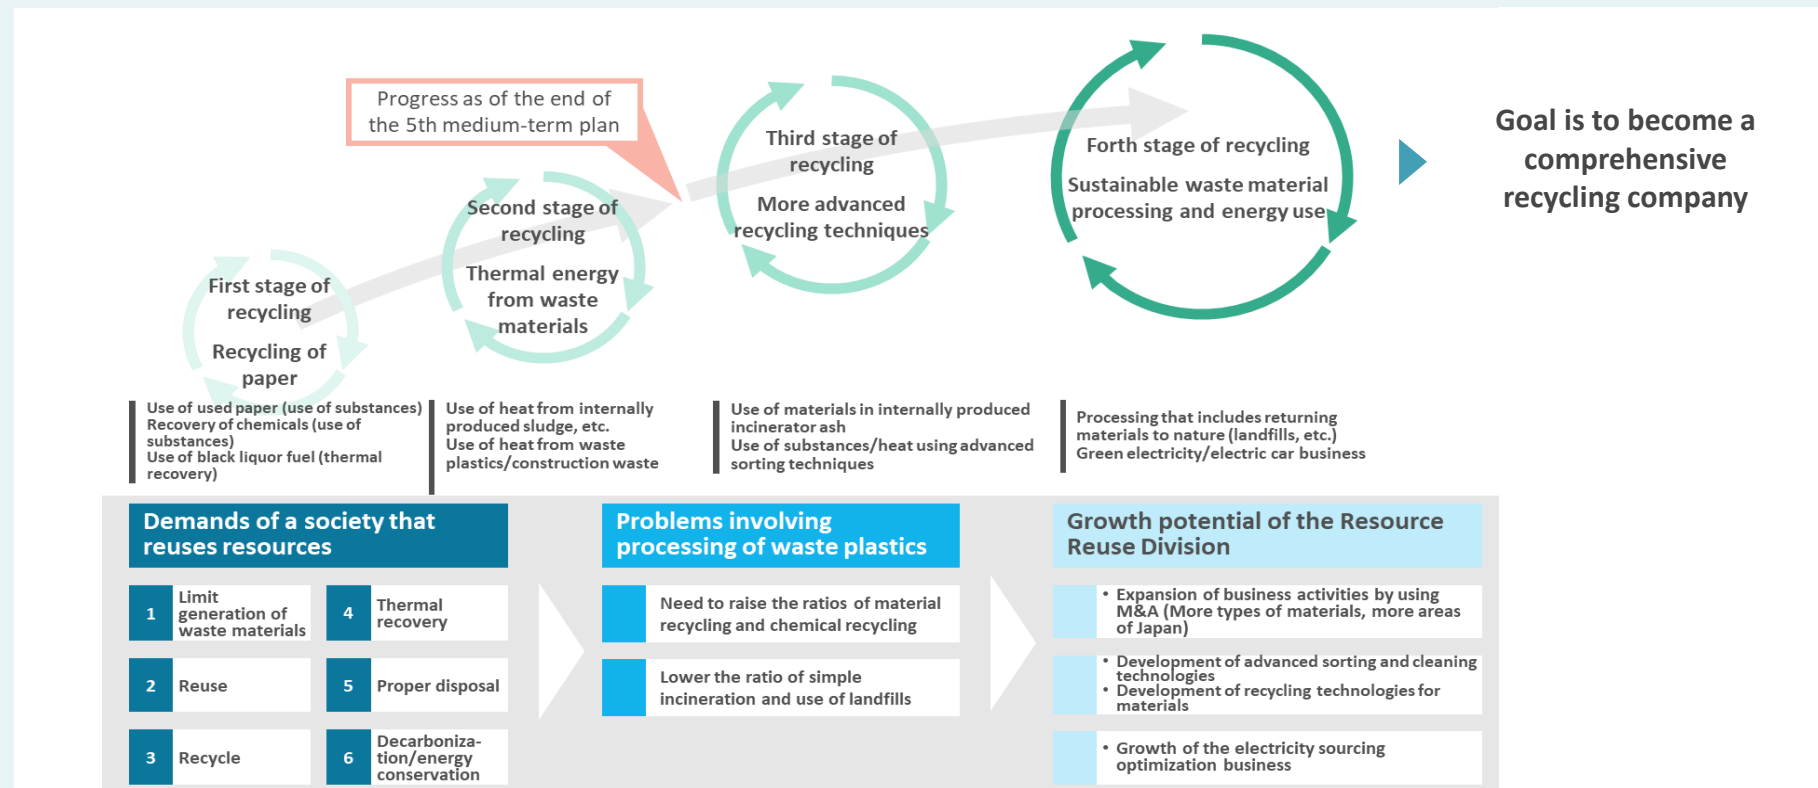 Progress as of the end of
the 5th medium-term plan
First stage of
recycling
Recycling of
paper
Second stage of
recycling
Thermal energy
from waste
materials
Third stage of
recycling
More advanced
recycling techniques
Forth stage of recycling
Sustainable waste material
processing and energy use
Goal is to become a
comprehensive
recycling company
Use of used paper (use of substances)
Recovery of chemicals (use of
substances)
Use of black liquor fuel (thermal
recovery)
Use of heat from internally
produced sludge, etc.
Use of heat from waste
plastics/construction waste
Use of materials in internally produced
incinerator ash
Use of substances/heat using advanced
sorting techniques
Processing that includes returning
materials to nature (landfills, etc.)
Green electricity/electric car business
Demands of a society that
reuses resources
1
Limit
generation of
waste materials
2
Reuse
3
Recycle
4
Thermal
recovery
5
Proper disposal
6
Decarboniza-
tion/energy
conservation
Problems involving
processing of waste plastics
Need to raise the ratios of material
recycling and chemical recycling
Lower the ratio of simple
incineration and use of landfills
Growth potential of the Resource
Reuse Division
• Expansion of business activities by using
M&A (More types of materials, more areas
of Japan)
• Development of advanced sorting and cleaning
technologies
• Development of recycling technologies for
materials
• Growth of the electricity sourcing
optimization business